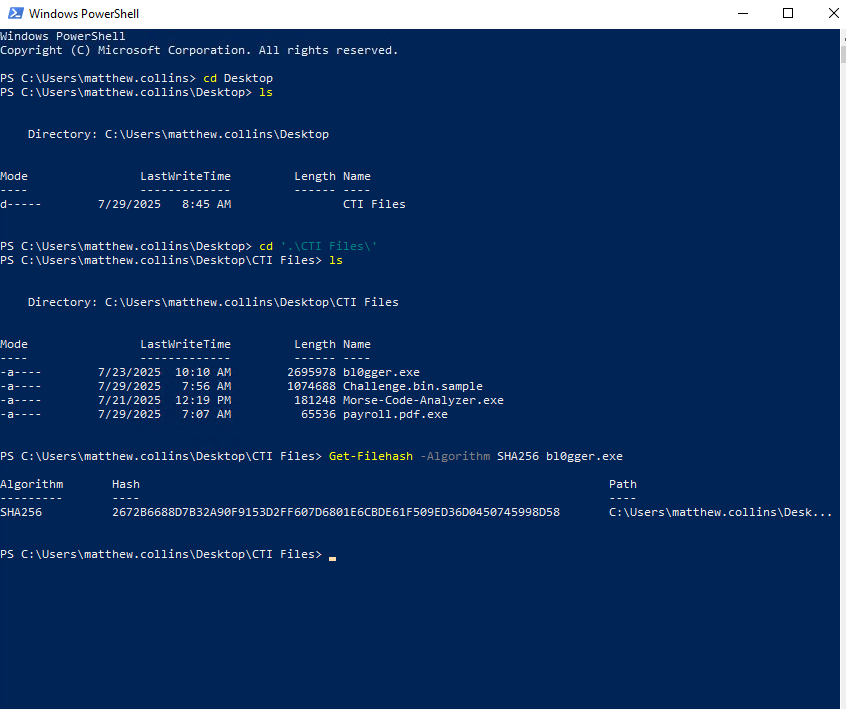 Windows PowerShell
Windows PowerShell
Copyright (C) Microsoft Corporation. All rights reserved.
PS C:\Users\matthew.collins> cd Desktop
PS C:\Users\matthew.collins\Desktop> ls
Directory: C:\Users\matthew.collins\Desktop
Mode LastWriteTime Length Name
---- ------------- ------ ----
d----- 7/29/2025 8:45 AM CTI Files
PS C:\Users\matthew.collins\Desktop> cd '.\CTI Files\'
PS C:\Users\matthew.collins\Desktop\CTI Files> ls
Directory: C:\Users\matthew.collins\Desktop\CTI Files
Mode LastWriteTime Length Name
---- ------------- ------ ----
-a---- 7/23/2025 10:10 AM 2695978 bl0gger.exe
-a---- 7/29/2025 7:56 AM 1074688 Challenge.bin.sample
-a---- 7/21/2025 12:19 PM 181248 Morse-Code-Analyzer.exe
-a---- 7/29/2025 7:07 AM 65536 payroll.pdf.exe
PS C:\Users\matthew.collins\Desktop\CTI Files> Get-Filehash -Algorithm SHA256 bl0gger.exe
Algorithm Hash Path
--------- ---- ----
SHA256 2672B6688D7B32A90F9153D2FF607D6801E6CBDE61F509ED36D0450745998D58 C:\Users\matthew.collins\Desk...
PS C:\Users\matthew.collins\Desktop\CTI Files>